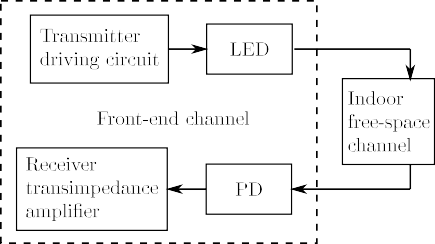 Transmitter
driving circuit
LED
Indoor
free-space
channel
Front-end channel
Receiver
transimpedance
amplifier
PD